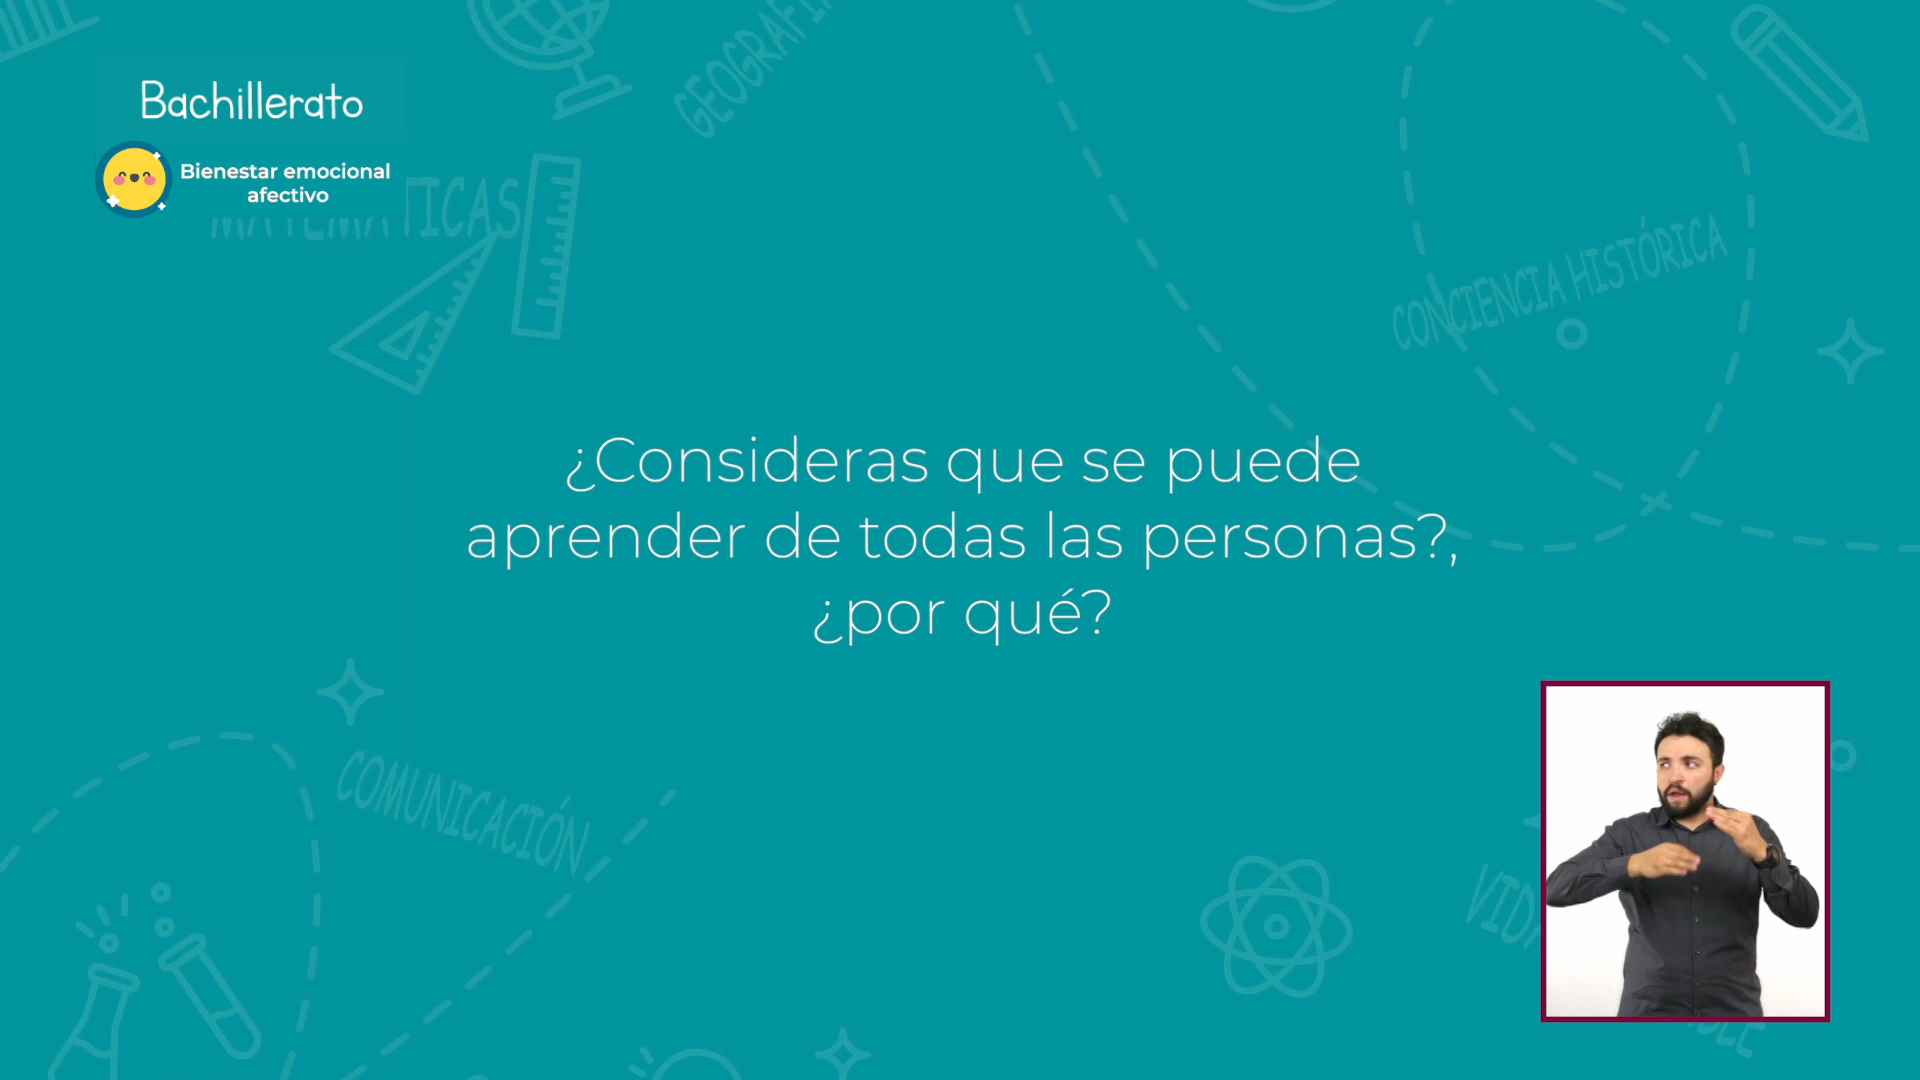 GEOGRAFÍA
Bachillerato
Bienestar emocional
afectivo
CONCIENCIA HISTÓRICA
¿Consideras que se puede
aprender de todas las personas?,
¿por qué?
COMUNICACIÓN